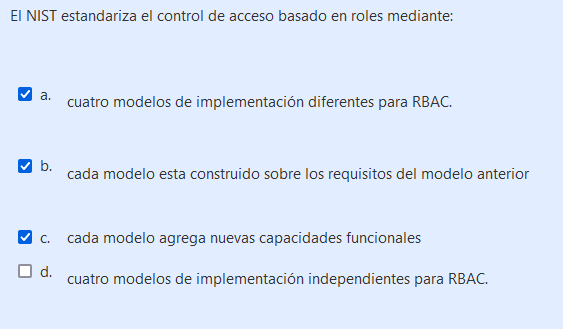 El NIST estandariza el control de acceso basado en roles mediante:
a. cuatro modelos de implementación diferentes para RBAC.
b. cada modelo esta construido sobre los requisitos del modelo anterior
c. cada modelo agrega nuevas capacidades funcionales
d. cuatro modelos de implementación independientes para RBAC.